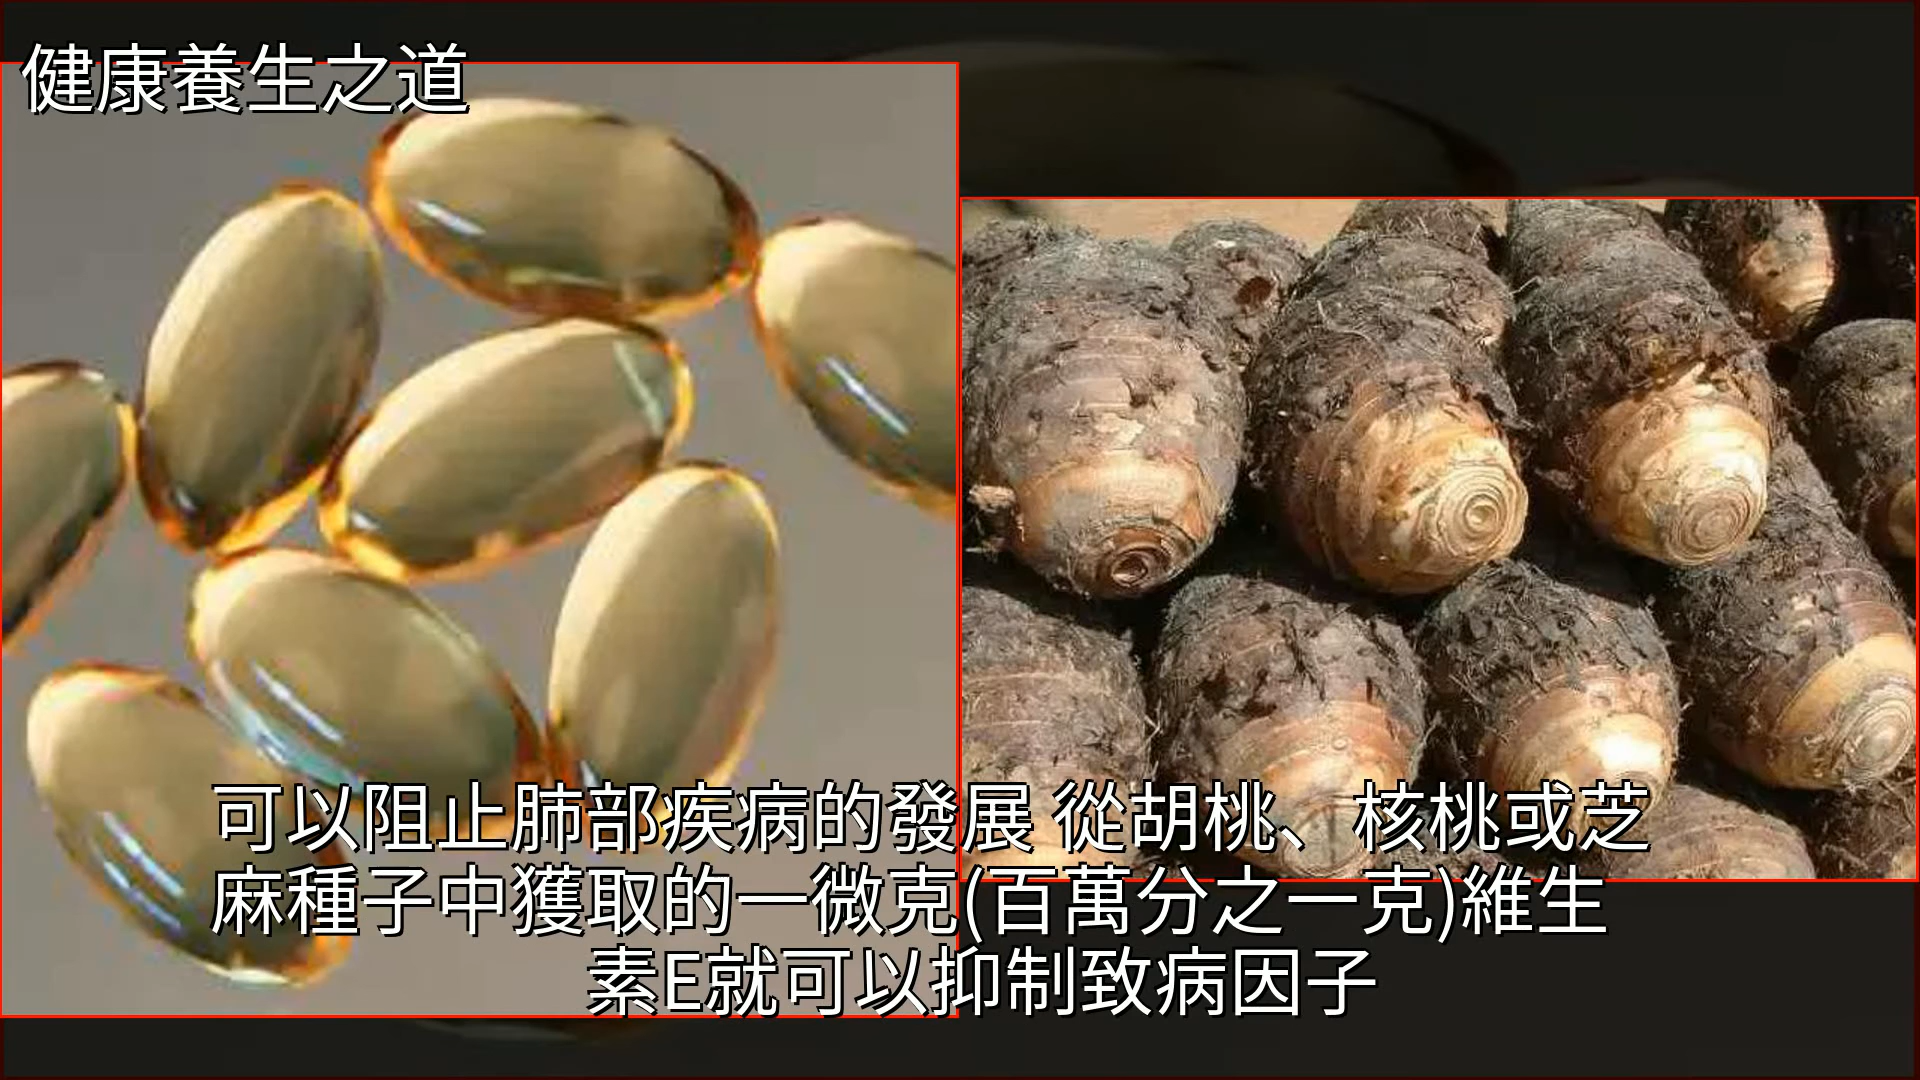 健康養生之道
可以阻止肺部疾病的發展 從胡桃、核桃或芝
麻種子中獲取的一微克(百萬分之一克)維生
素E就可以抑制致病因子